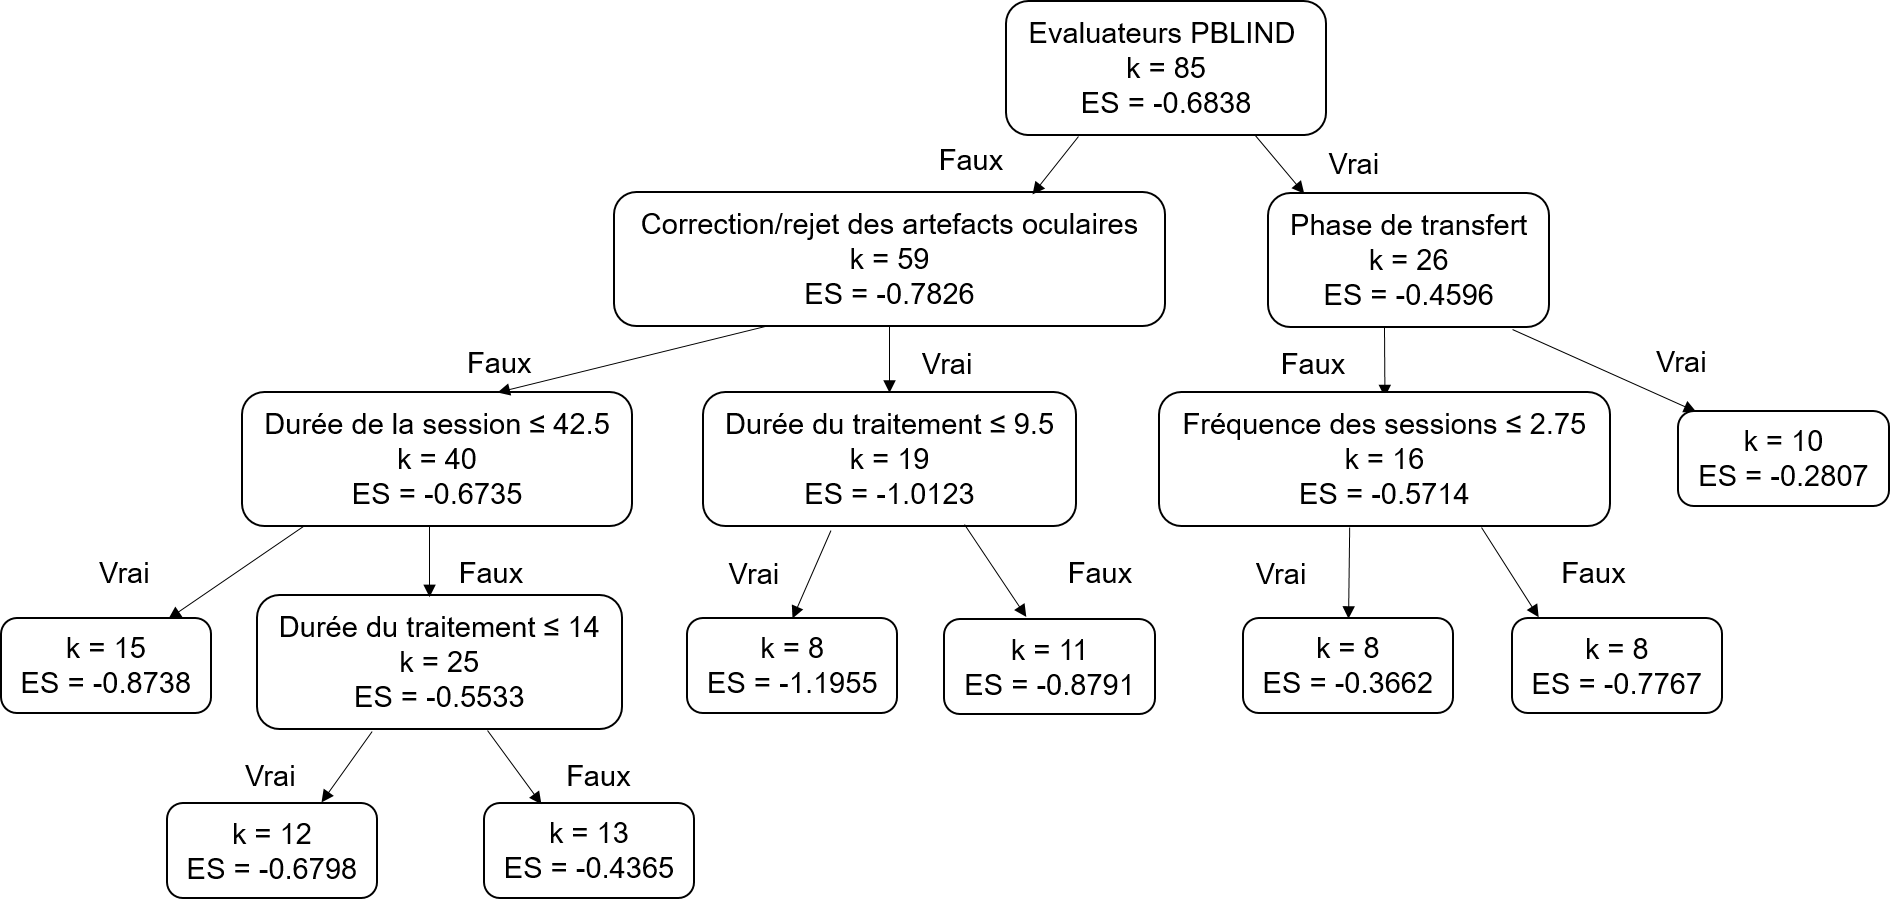 Evaluateurs PBLIND
k = 85
ES = -0.6838
Faux
Vrai
Correction/rejet des artefacts oculaires
k = 59
ES = -0.7826
Phase de transfert
k = 26
ES = -0.4596
Faux
Vrai
Faux
Vrai
Durée de la session ≤ 42.5
k = 40
ES = -0.6735
Durée du traitement ≤ 9.5
k = 19
ES = -1.0123
Fréquence des sessions ≤ 2.75
k = 16
ES = -0.5714
k = 10
ES = -0.2807
Vrai
Faux
Vrai
Faux
Vrai
Faux
k = 15
ES = -0.8738
Durée du traitement ≤ 14
k = 25
ES = -0.5533
k = 8
ES = -1.1955
k = 11
ES = -0.8791
k = 8
ES = -0.3662
k = 8
ES = -0.7767
Vrai
Faux
k = 12
ES = -0.6798
k = 13
ES = -0.4365